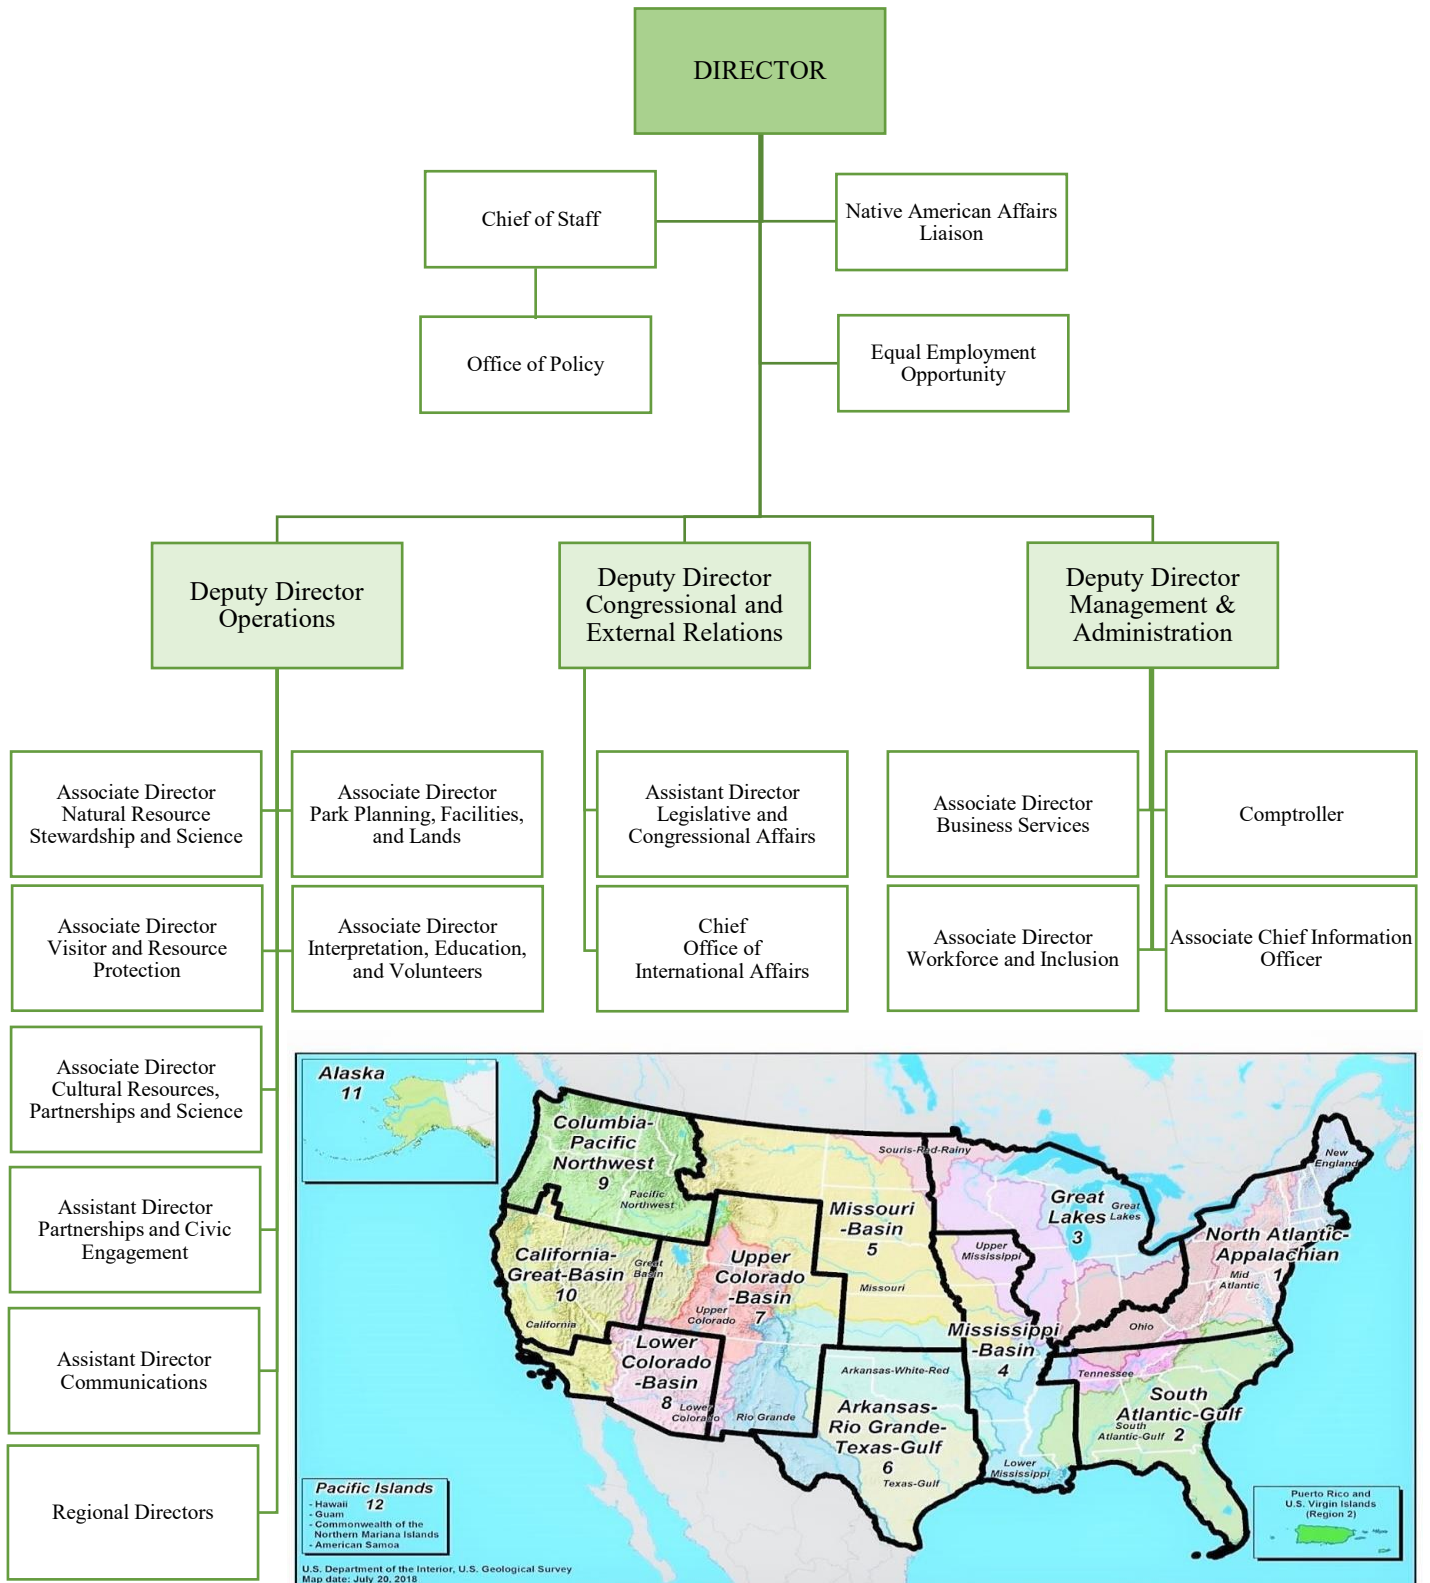 DIRECTOR
Chief of Staff
Native American Affairs
Liaison
Office of Policy
Equal Employment
Opportunity
Deputy Director
Operations
Deputy Director
Congressional and
External Relations
Deputy Director
Management &
Administration
Associate Director
Natural Resource
Stewardship and Science
Associate Director
Park Planning, Facilities,
and Lands
Assistant Director
Legislative and
Congressional Affairs
Associate Director
Business Services
Comptroller
Associate Director
Visitor and Resource
Protection
Associate Director
Interpretation, Education,
and Volunteers
Chief
Office of
International Affairs
Associate Director
Workforce and Inclusion
Associate Chief Information
Officer
Associate Director
Cultural Resources,
Partnerships and Science
Assistant Director
Partnerships and Civic
Engagement
Assistant Director
Communications
Regional Directors
Alaska
11
Columbia-
Pacific
Northwest
9
Pacific
Northwest
Souris-Red-Rainy
New
England
Missouri
-Basin
5
Missouri
Great
Lakes
3
Great
Lakes
Upper
Mississippi
North Atlantic-
Appalachian
1
Mid
Atlantic
California-
Great-Basin
10
Great
Basin
California
Upper
Colorado
-Basin
7
Upper
Colorado
Lower
Colorado
-Basin
8
Lower
Colorado
Rio Grande
Mississippi
-Basin
4
Ohio
Tennessee
Arkansas-White-Red
Arkansas-
Rio Grande-
Texas-Gulf
6
Texas-Gulf
Lower
Mississippi
South
Atlantic-Gulf
2
South
Atlantic-Gulf
Pacific Islands
12
- Hawaii
- Guam
- Commonwealth of the
Northern Mariana Islands
- American Samoa
Puerto Rico and
U.S. Virgin Islands
(Region 2)
U.S. Department of the Interior, U.S. Geological Survey
Map date: July 20, 2018